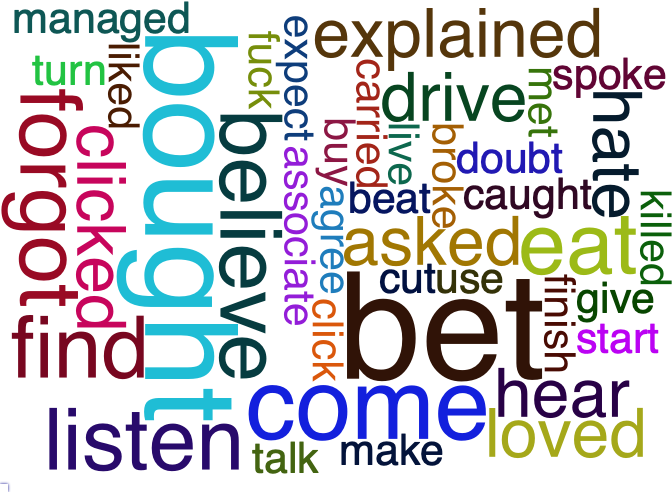 managed
explained
turn
liked
bought
fuck
expect
carried
drive
met
spoke
forgot
clicked
believe
associate
buy
live
broke
doubt
hate
agree
beat
caught
killed
asked
eat
cut
use
find
click
bet
finish
give
start
come
hear
listen
talk
make
loved